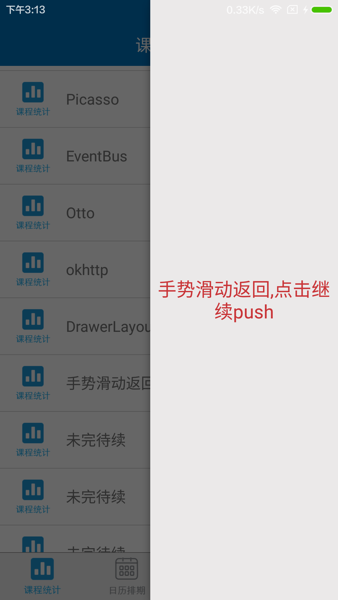 下午3:13
0.33K/s
课
课程统计
Picasso
课程统计
EventBus
课程统计
Otto
课程统计
okhttp
课程统计
DrawerLayou
课程统计
手势滑动返回
课程统计
未完待续
课程统计
未完待续
未完待续
手势滑动返回,点击继
续push
课程统计
日历排期